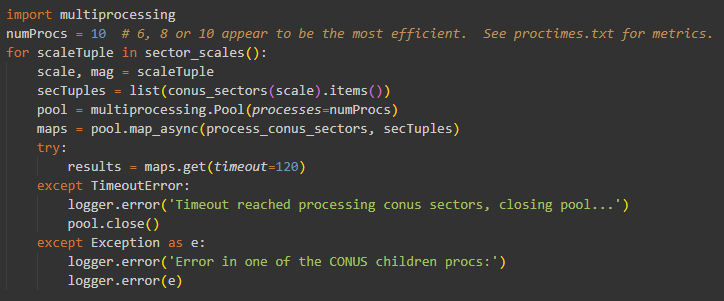 import multiprocessing
numProcs = 10  # 6, 8 or 10 appear to be the most efficient.  See proctimes.txt for metrics.
for scaleTuple in sector_scales():
    scale, mag = scaleTuple
    secTuples = list(conus_sectors(scale).items())
    pool = multiprocessing.Pool(processes=numProcs)
    maps = pool.map_async(process_conus_sectors, secTuples)
    try:
        results = maps.get(timeout=120)
    except TimeoutError:
        logger.error('Timeout reached processing conus sectors, closing pool...')
        pool.close()
    except Exception as e:
        logger.error('Error in one of the CONUS children procs:')
        logger.error(e)